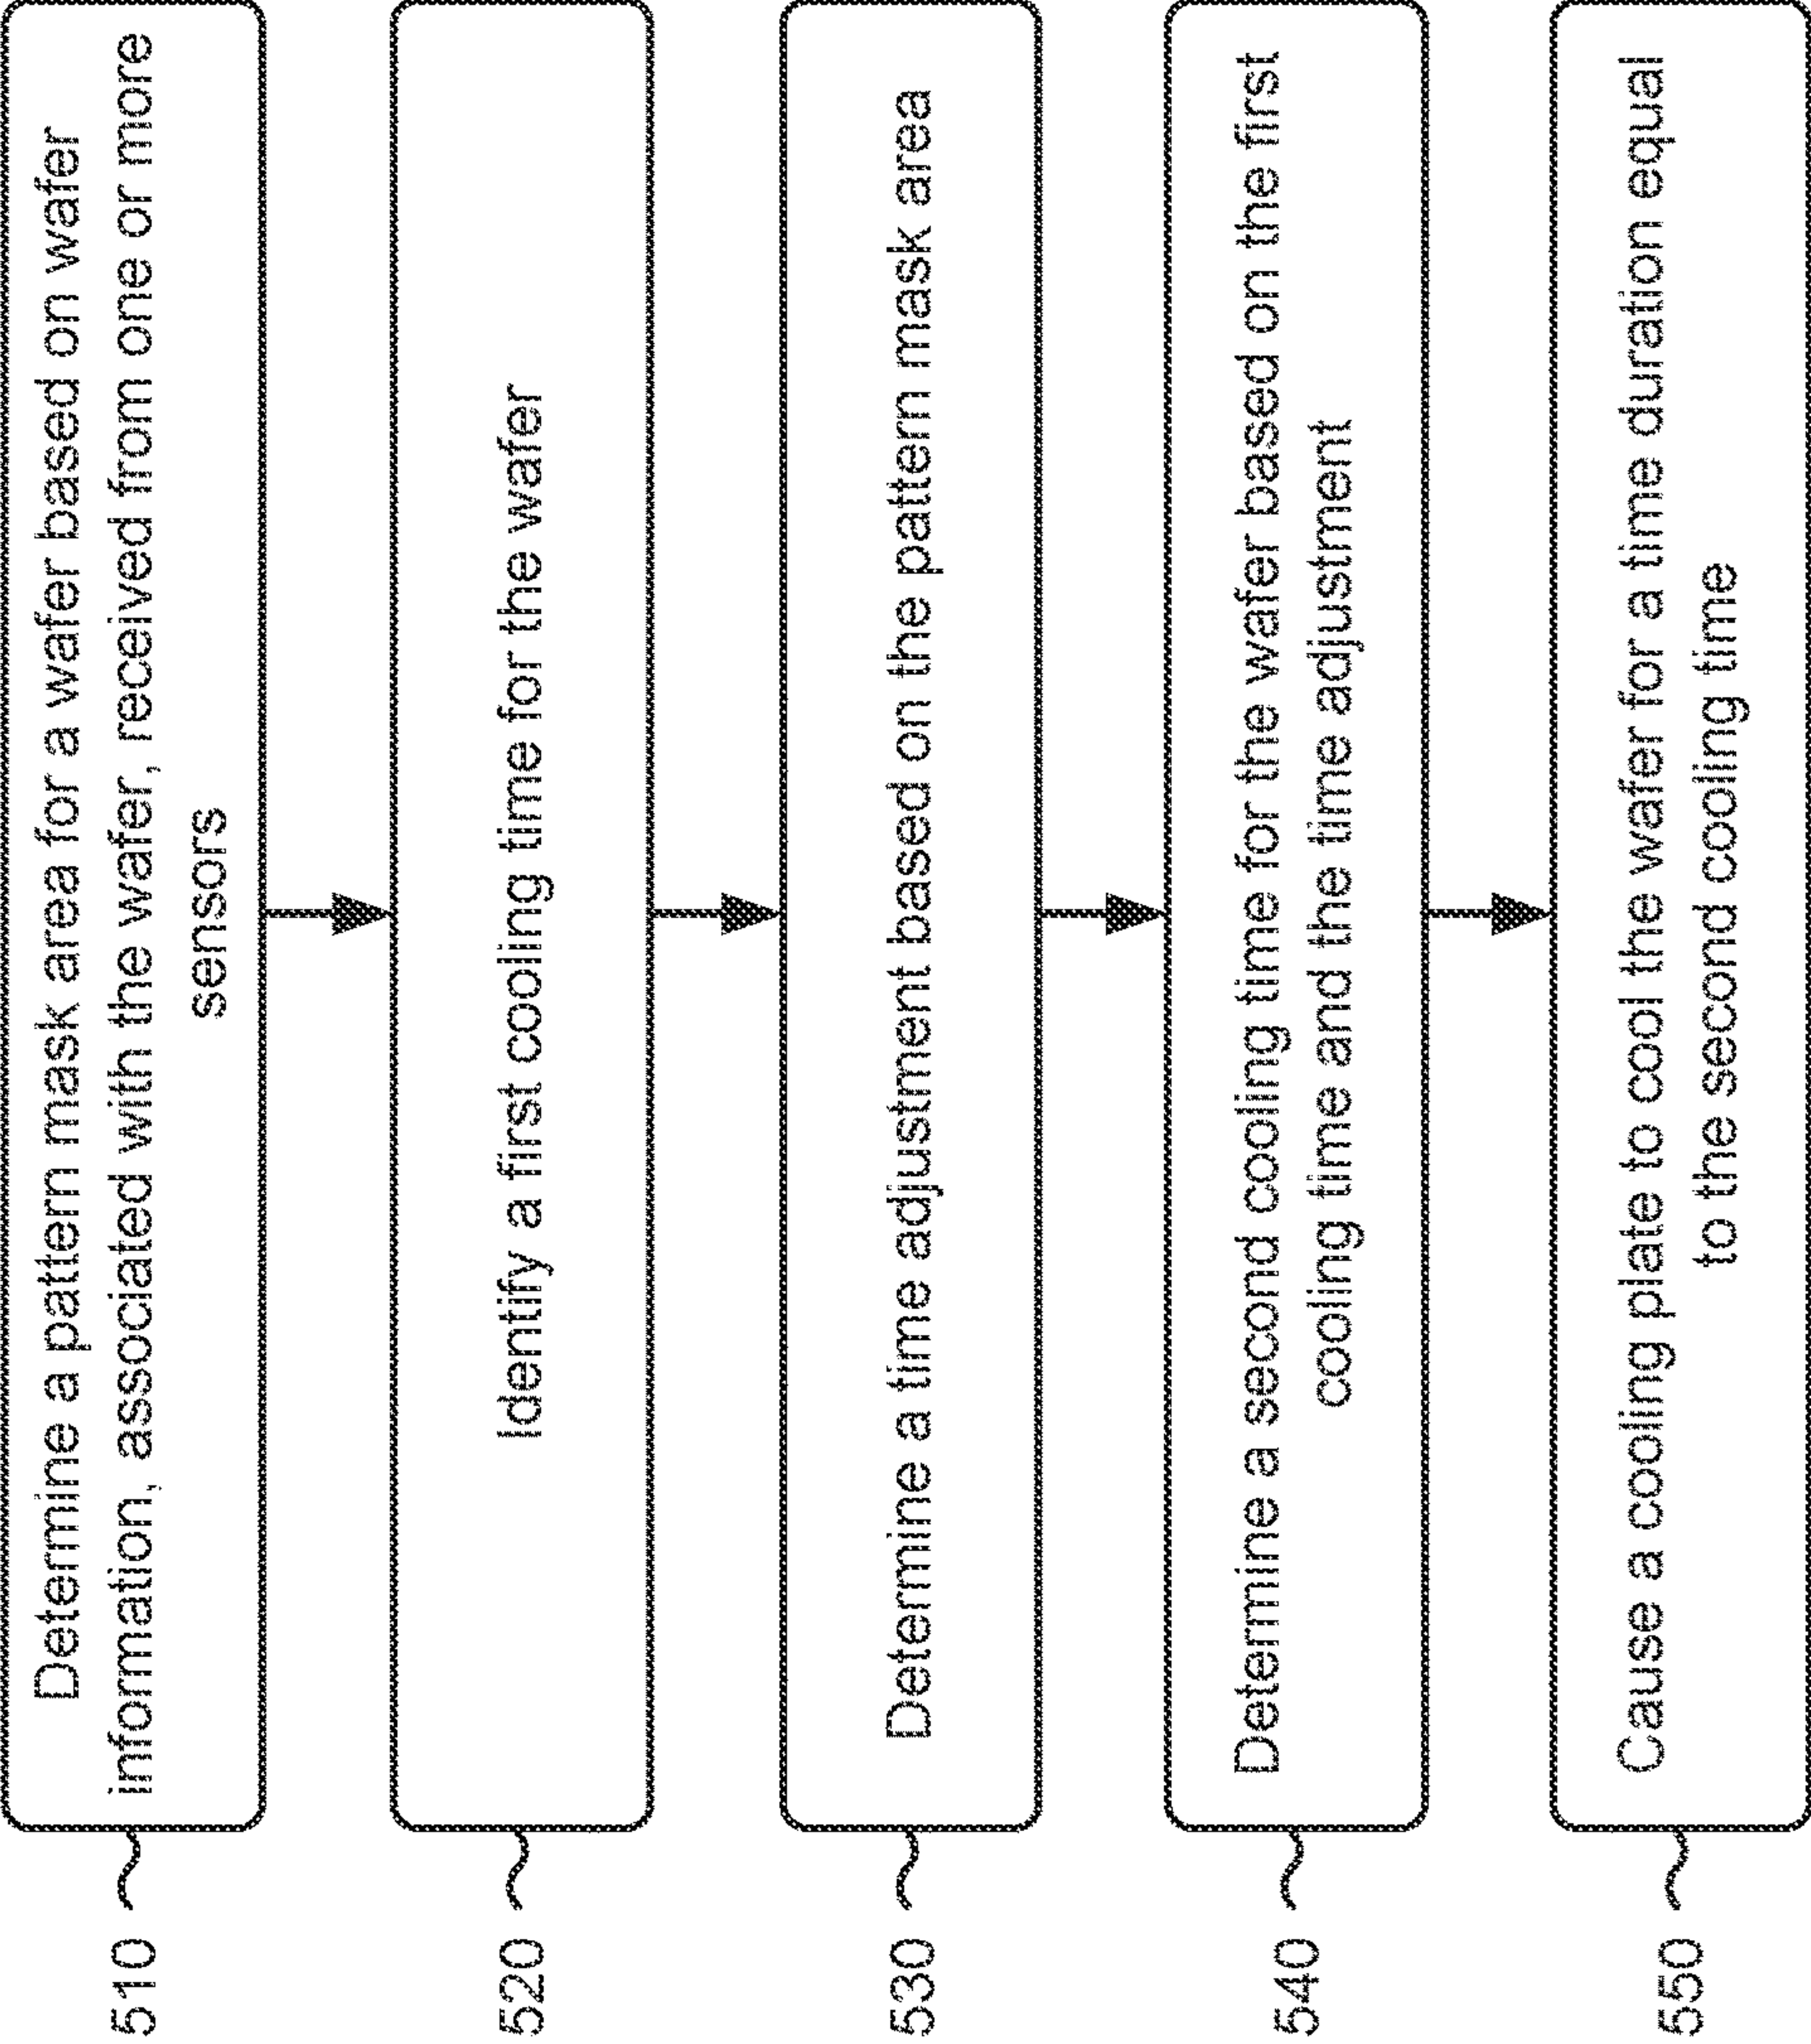 510
Determine a pattern mask area for a wafer based on wafer
information, associated with the wafer, received from one or more
sensors
520
Identify a first cooling time for the wafer
530
Determine a time adjustment based on the pattern mask area
540
Determine a second cooling time for the wafer based on the first
cooling time and the time adjustment
550
Cause a cooling plate to cool the wafer for a time duration equal
to the second cooling time